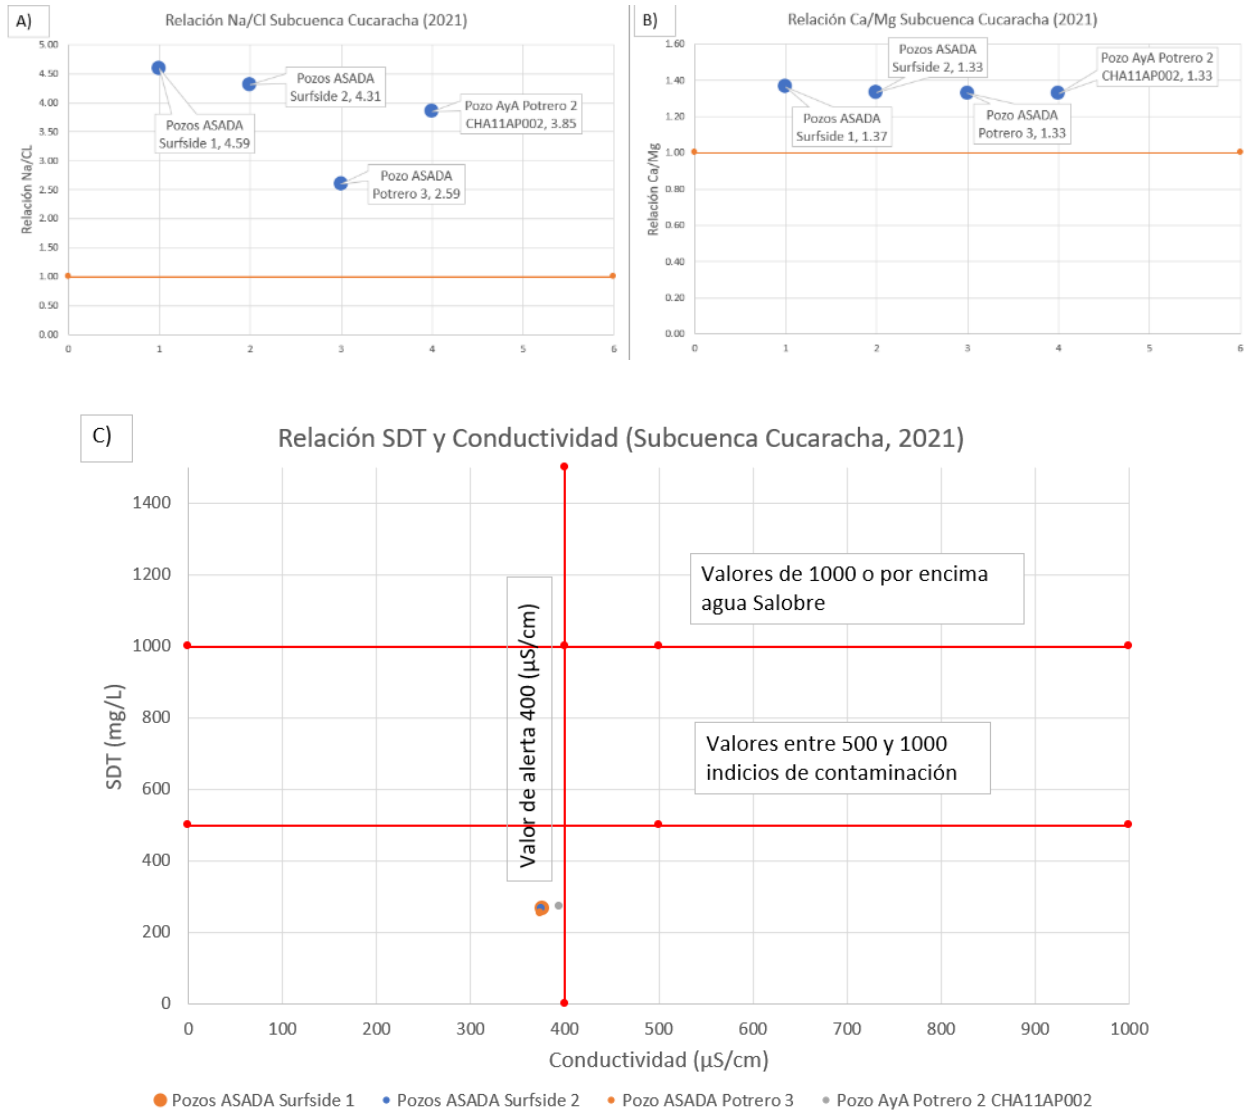 A)
Relación Na/Cl Subcuenca Cucaracha (2021)
5.00
4.50
4.00
3.50
3.00
2.50
2.00
1.50
1.00
0.50
0.00
Relación Na/CL
Pozos ASADA
Surfside 1, 4.59
Pozos ASADA
Surfside 2, 4.31
Pozo ASADA
Potrero 3, 2.59
Pozo AyA Potrero 2
CHA11AP002, 3.85
0 1 2 3 4 5 6
B)
Relación Ca/Mg Subcuenca Cucaracha (2021)
1.60
1.40
1.20
1.00
0.80
0.60
0.40
0.20
0.00
Relación Ca/Mg
Pozos ASADA
Surfside 1, 1.37
Pozos ASADA
Surfside 2, 1.33
Pozo ASADA
Potrero 3, 1.33
Pozo AyA Potrero 2
CHA11AP002, 1.33
0 1 2 3 4 5 6
C)
Relación SDT y Conductividad (Subcuenca Cucaracha, 2021)
1400
1200
1000
800
600
400
200
0
SDT (mg/L)
Valor de alerta 400 (µS/cm)
Valores de 1000 o por encima
agua Salobre
Valores entre 500 y 1000
indicios de contaminación
0 100 200 300 400 500 600 700 800 900 1000
Conductividad (µS/cm)
Pozos ASADA Surfside 1 Pozos ASADA Surfside 2 Pozo ASADA Potrero 3 Pozo AyA Potrero 2 CHA11AP002